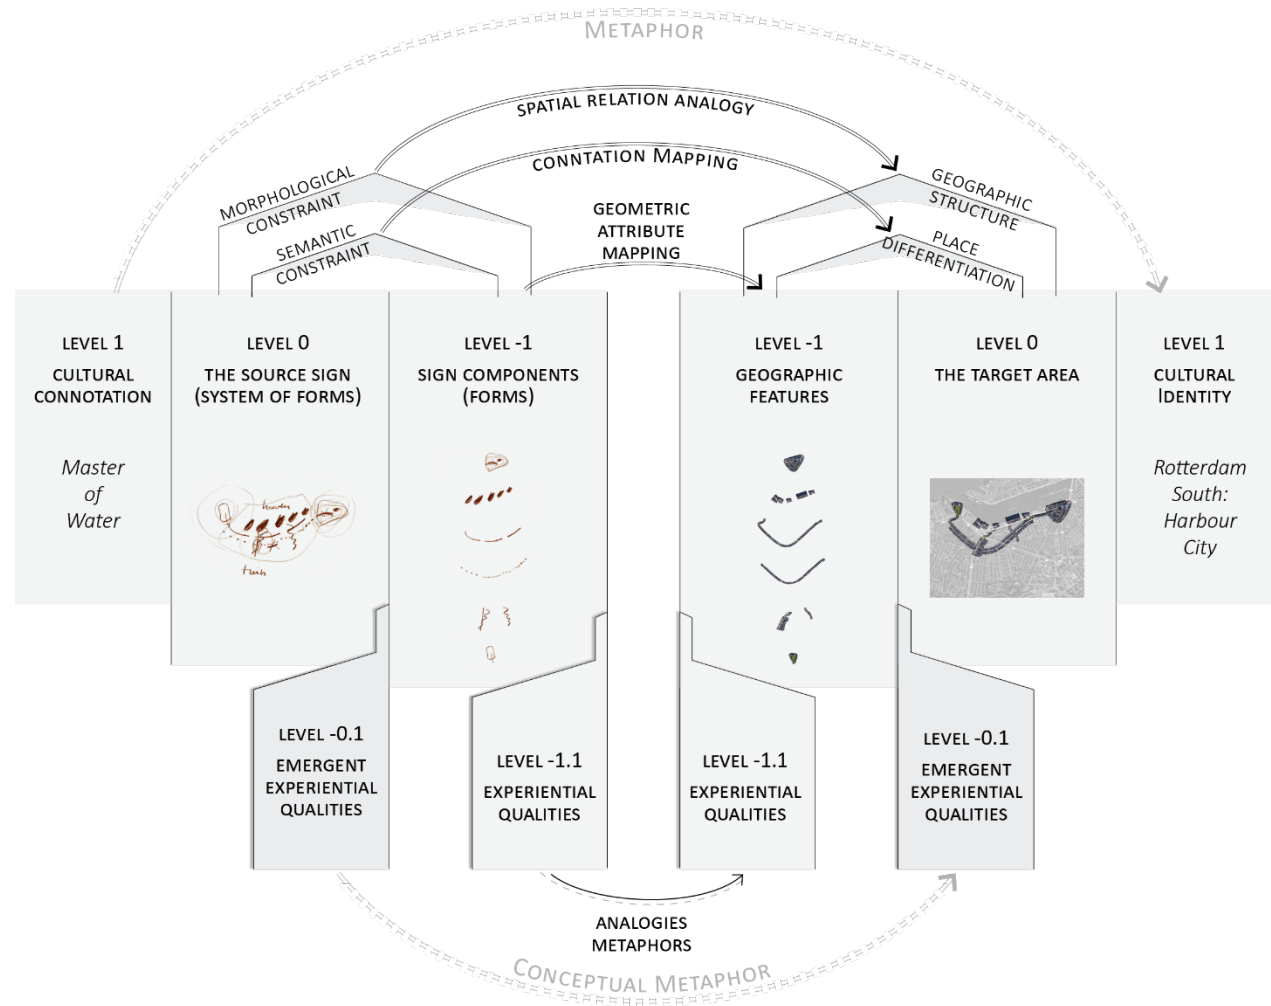 METAPHOR
SPATIAL RELATION ANALOGY
CONNTATION MAPPING
MORPHOLOGICAL
CONSTRAINT
SEMANTIC
CONSTRAINT
GEOMETRIC
ATTRIBUTE
MAPPING
GEOGRAPHIC
STRUCTURE
PLACE
DIFFERENTIATION
LEVEL 1
CULTURAL
CONNOTATION
Master
of
Water
LEVEL 0
THE SOURCE SIGN
(SYSTEM OF FORMS)
LEVEL -1
SIGN COMPONENTS
(FORMS)
LEVEL -1
GEOGRAPHIC
FEATURES
LEVEL 0
THE TARGET AREA
LEVEL 1
CULTURAL
IDENTITY
Rotterdam
South:
Harbour
City
LEVEL -0.1
EMERGENT
EXPERIENTIAL
QUALITIES
LEVEL -1.1
EXPERIENTIAL
QUALITIES
LEVEL -1.1
EXPERIENTIAL
QUALITIES
LEVEL -0.1
EMERGENT
EXPERIENTIAL
QUALITIES
ANALOGIES
METAPHORS
CONCEPTUAL METAPHOR